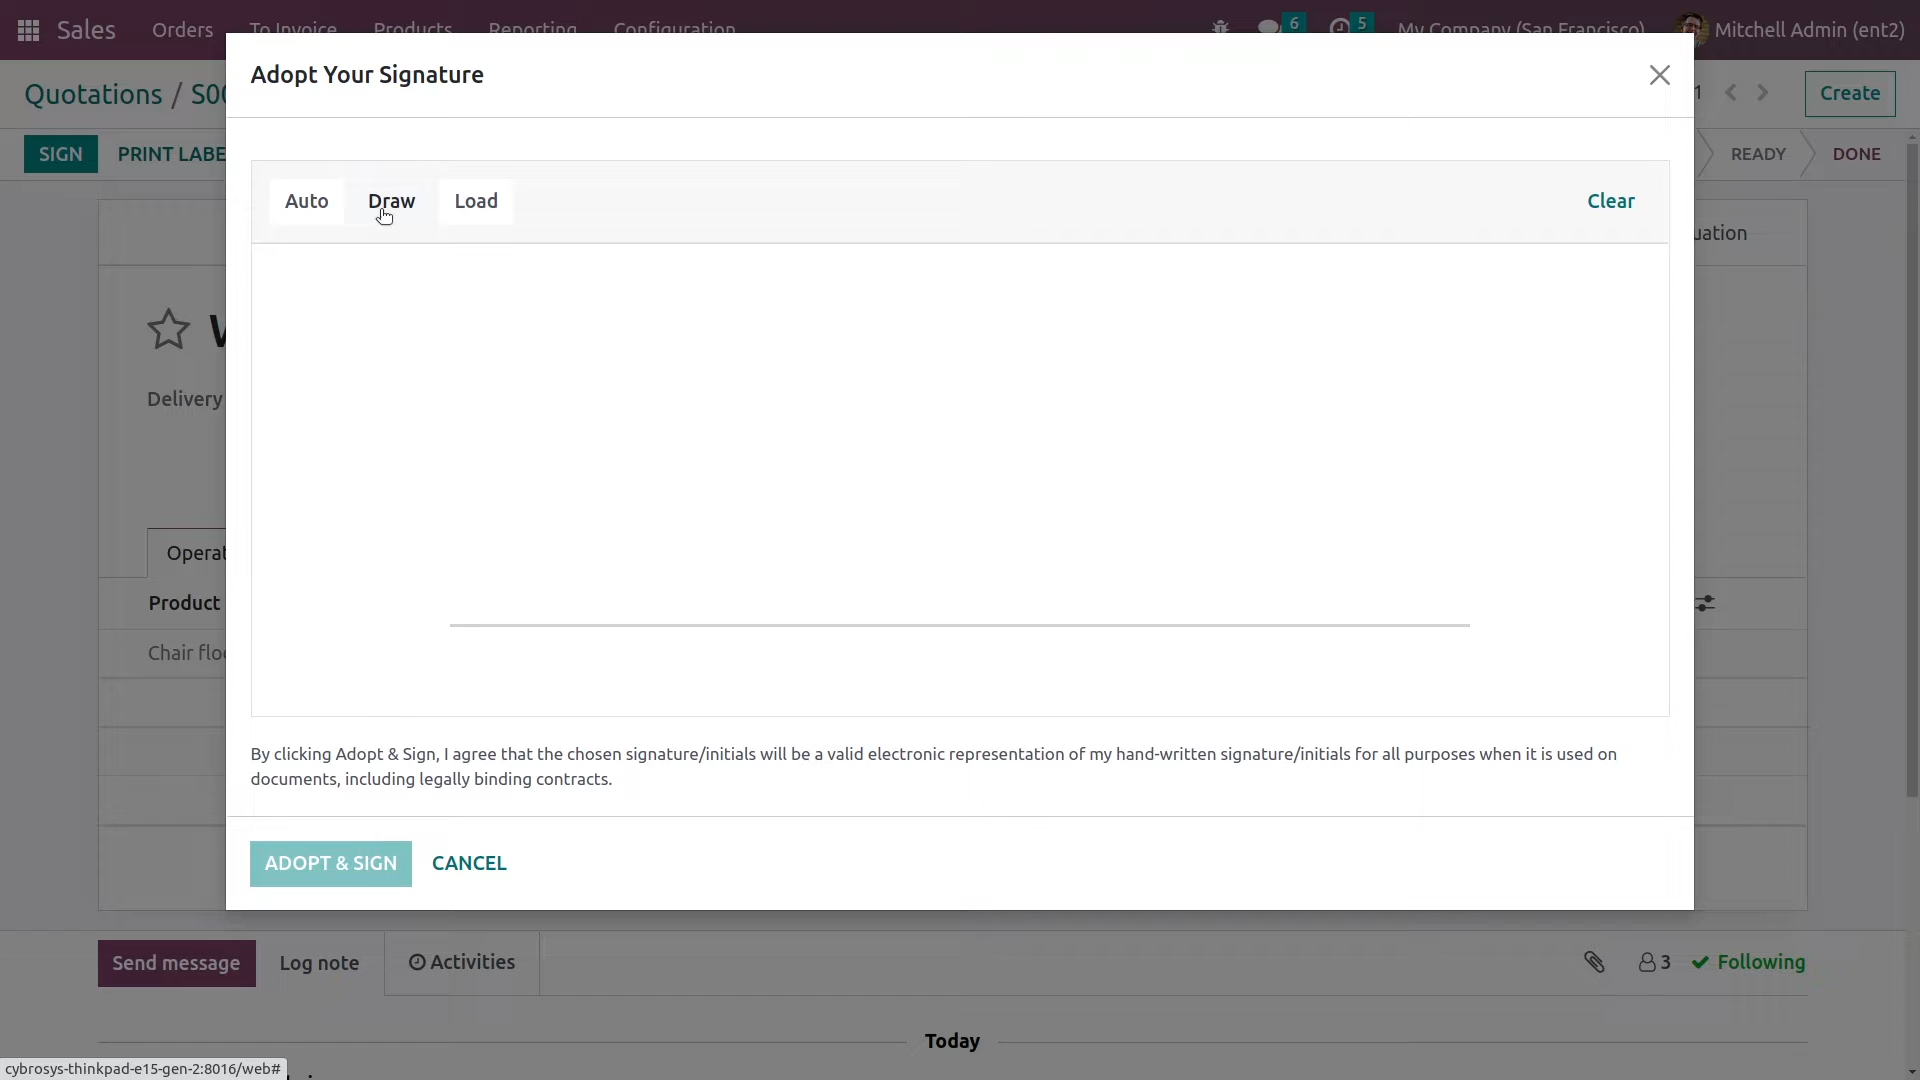 Sales Orders To Invoice Products Reporting Configuration 6 5 My Company (San Francisco) Mitchell Admin (ent2)
Adopt Your Signature
Quotations / S00 1 Create
SIGN PRINT LABE READY DONE
Auto Draw Load Clear
uation
Delivery
Operat
Product
Chair floo
By clicking Adopt & Sign, I agree that the chosen signature/initials will be a valid electronic representation of my hand-written signature/initials for all purposes when it is used on
documents, including legally binding contracts.
ADOPT & SIGN CANCEL
Send message Log note Activities 3 Following
Today
cybrosys-thinkpad-e15-gen-2:8016/web#